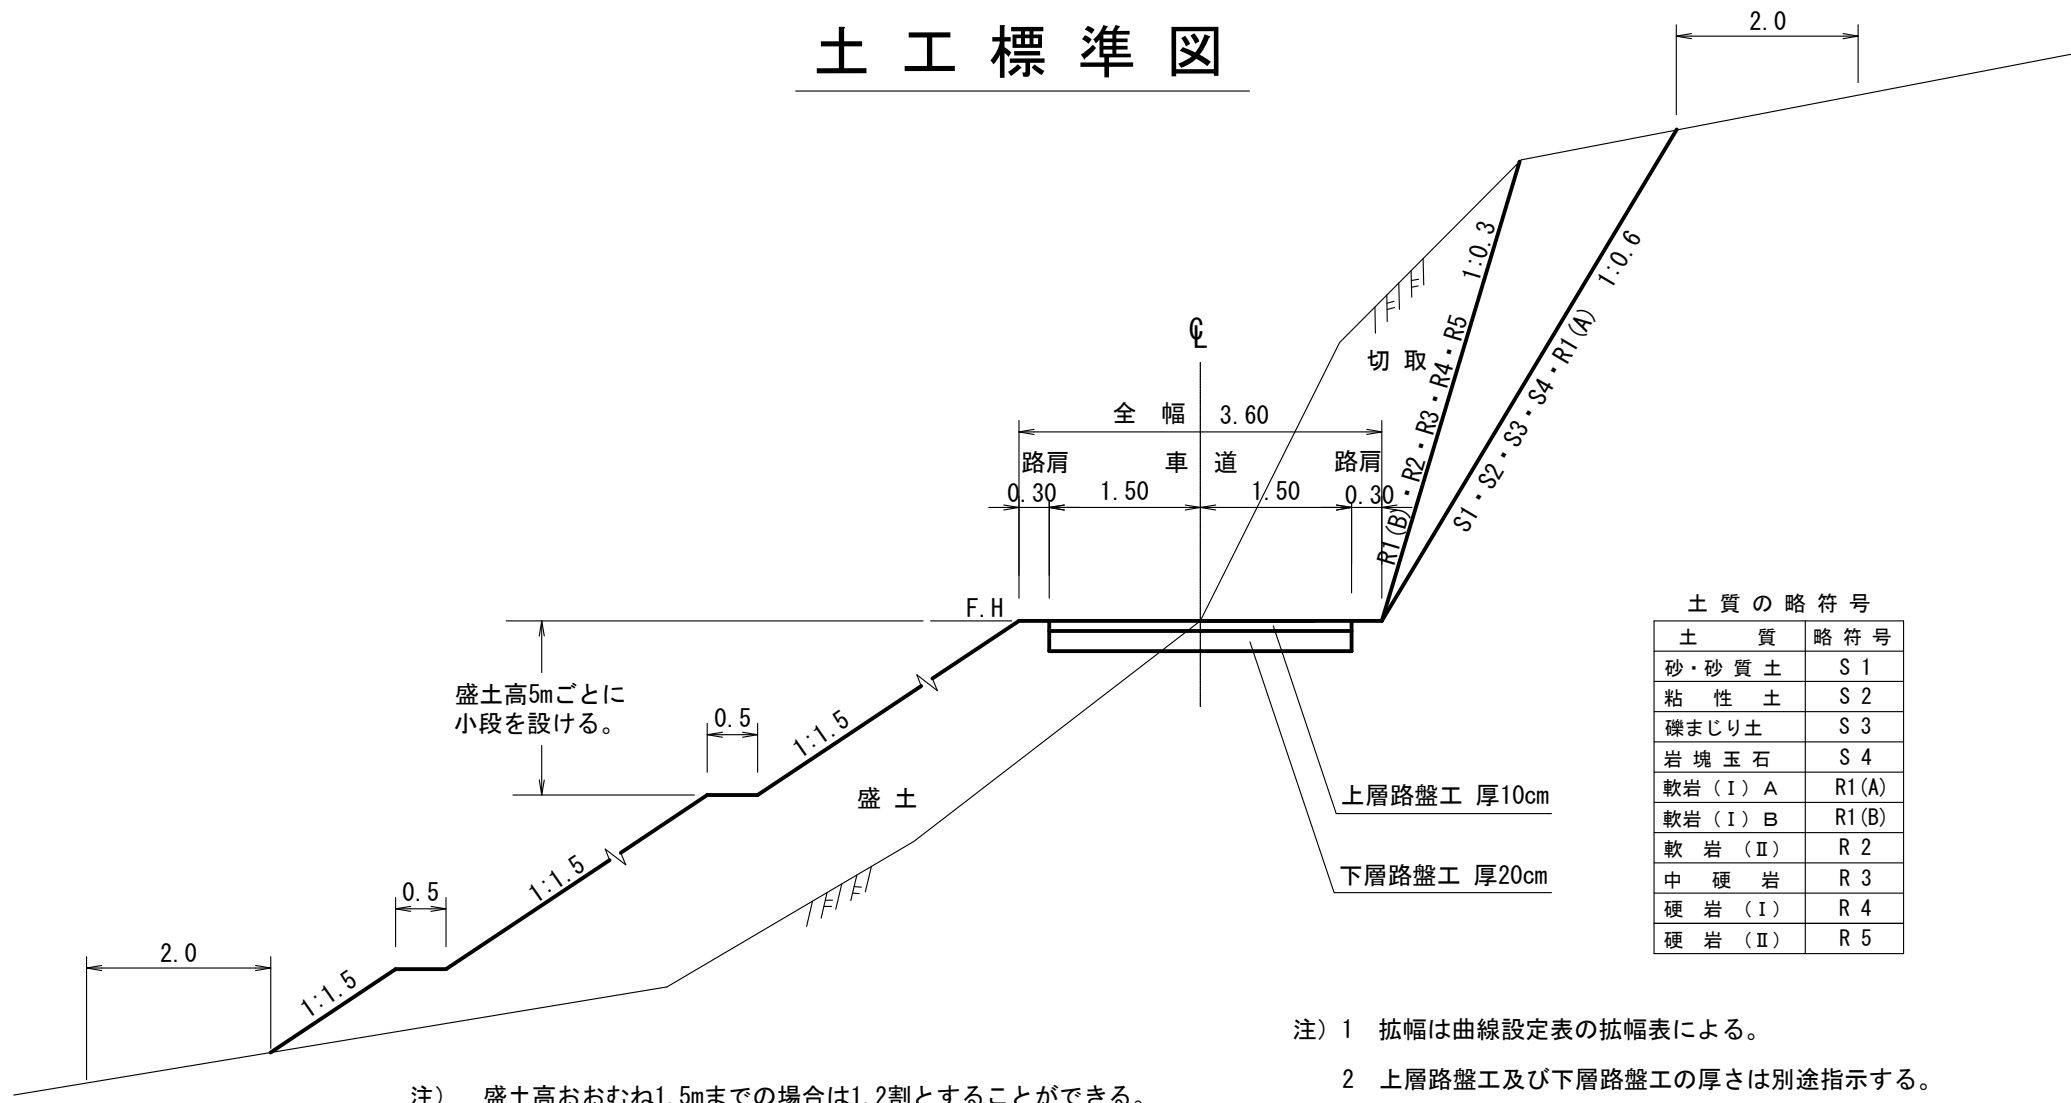 土工標準図
2.0
1:0.3
1:0.6
R1(B)・R2・R3・R4・R5
S1・S2・S3・S4・R1(A)
切取
CL
全幅 3.60
路肩 車道 路肩
0.30 1.50 1.50 0.30
F.H
盛土高5mごとに
小段を設ける。
0.5
1:1.5
盛土
上層路盤工 厚10cm
下層路盤工 厚20cm
1:1.5
0.5
2.0
1:1.5
土質の略符号
土質 略符号
砂・砂質土 S 1
粘性土 S 2
礫まじり土 S 3
岩塊玉石 S 4
軟岩(Ⅰ)A R1(A)
軟岩(Ⅰ)B R1(B)
軟岩(Ⅱ) R 2
中硬岩 R 3
硬岩(Ⅰ) R 4
硬岩(Ⅱ) R 5
注) 1 拡幅は曲線設定表の拡幅表による。
2 上層路盤工及び下層路盤工の厚さは別途指示する。
注) 盛土高おおむね1.5mまでの場合は1.2割とすることができる。